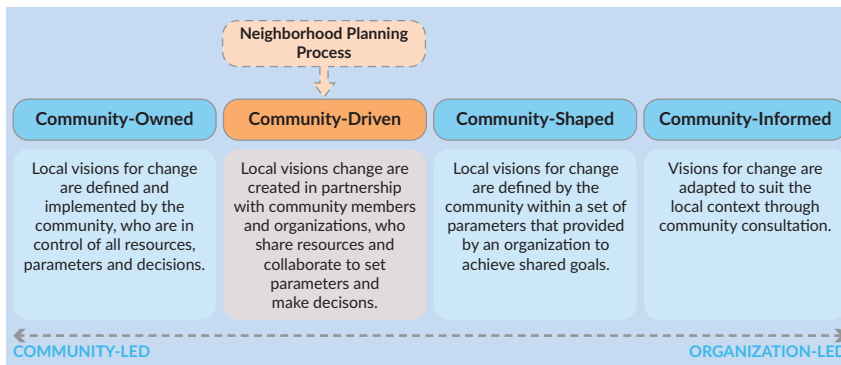 Neighborhood Planning
Process
Community-Owned
Local visions for change
are defined and
implemented by the
community, who are in
control of all resources,
parameters and decisions.
Community-Driven
Local visions change are
created in partnership
with community members
and organizations, who
share resources and
collaborate to set
parameters and
make decisons.
Community-Shaped
Local visions for change
are defined by the
community within a set of
parameters that provided
by an organization to
achieve shared goals.
Community-Informed
Visions for change are
adapted to suit the
local context through
community consultation.
COMMUNITY-LED
ORGANIZATION-LED